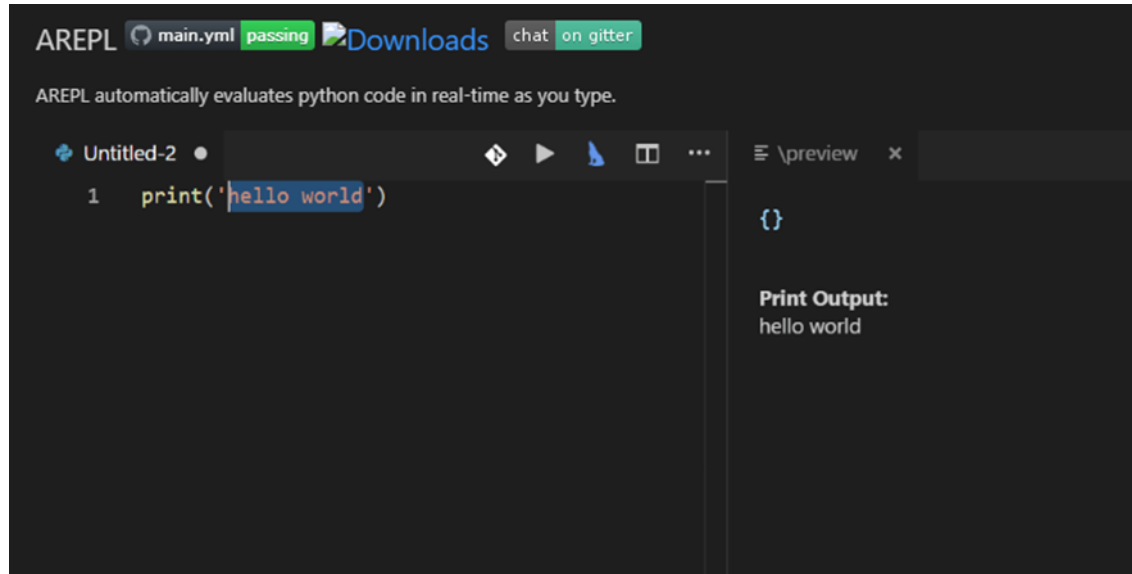 AREPL main.yml passing Downloads chat on gitter
AREPL automatically evaluates python code in real-time as you type.
Untitled-2 ● ··· \preview ×
1 print('hello world')
{}
Print Output:
hello world